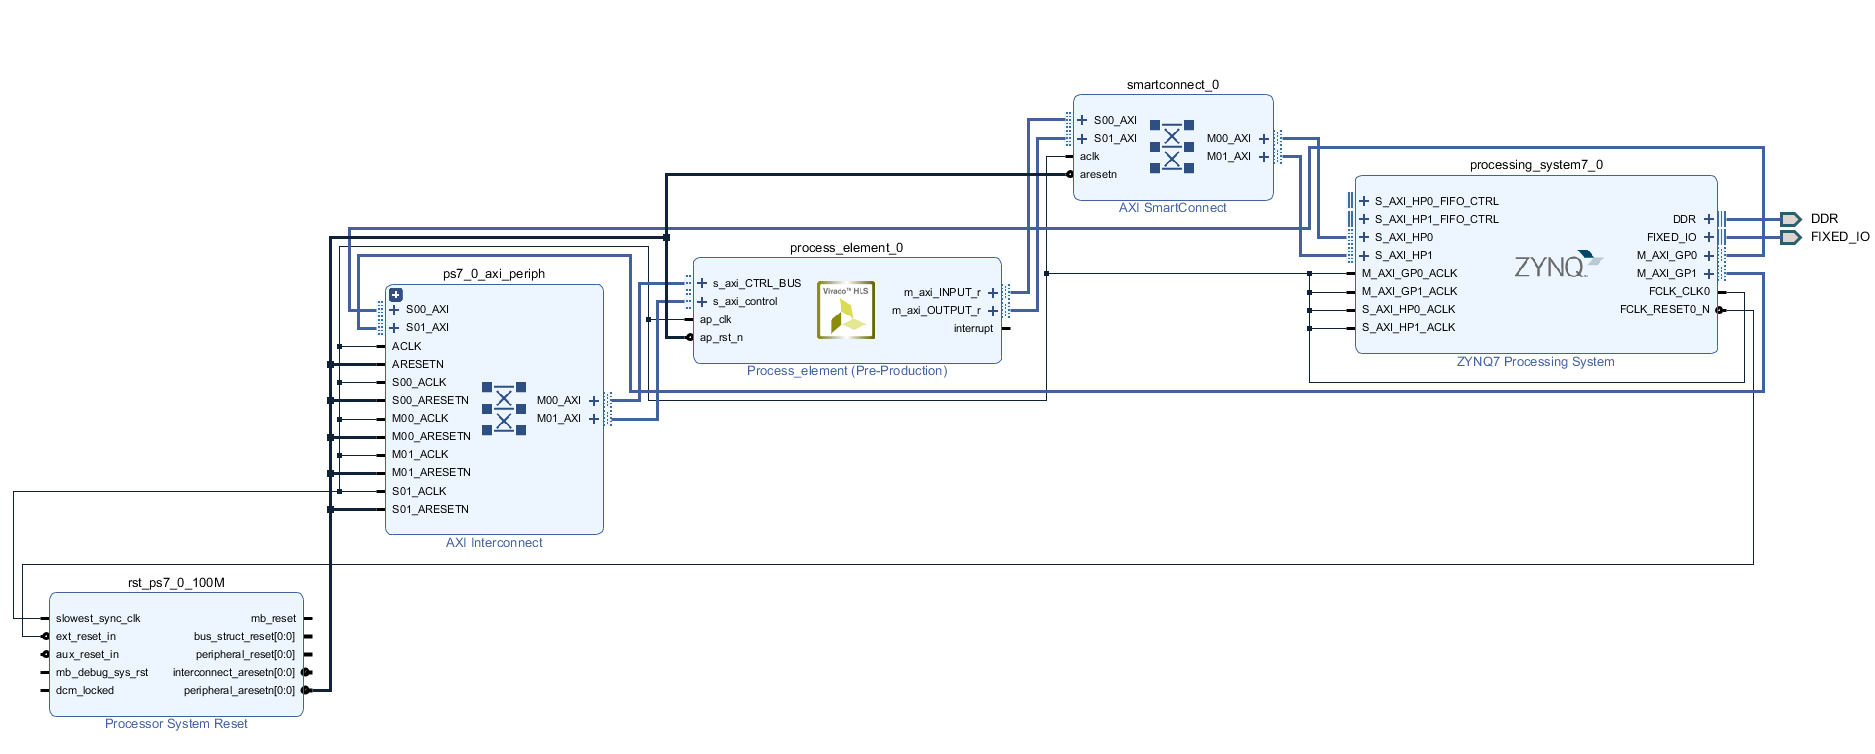 smartconnect_0
S00_AXI
S01_AXI
aclk
aresetn
M00_AXI
M01_AXI
AXI SmartConnect
processing_system7_0
S_AXI_HP0_FIFO_CTRL
S_AXI_HP1_FIFO_CTRL
S_AXI_HP0
S_AXI_HP1
M_AXI_GP0_ACLK
M_AXI_GP1_ACLK
S_AXI_HP0_ACLK
S_AXI_HP1_ACLK
ZYNQ
DDR
FIXED_IO
M_AXI_GP0
M_AXI_GP1
FCLK_CLK0
FCLK_RESET0_N
ZYNQ7 Processing System
DDR
FIXED_IO
process_element_0
s_axi_CTRL_BUS
s_axi_control
ap_clk
ap_rst_n
HLS
m_axi_INPUT_r
m_axi_OUTPUT_r
interrupt
Process_element (Pre-Production)
ps7_0_axi_periph
S00_AXI
S01_AXI
ACLK
ARESETN
S00_ACLK
S00_ARESETN
M00_ACLK
M00_ARESETN
M01_ACLK
M01_ARESETN
S01_ACLK
S01_ARESETN
M00_AXI
M01_AXI
AXI Interconnect
rst_ps7_0_100M
slowest_sync_clk
ext_reset_in
aux_reset_in
mb_debug_sys_rst
dcm_locked
mb_reset
bus_struct_reset[0:0]
peripheral_reset[0:0]
interconnect_aresetn[0:0]
peripheral_aresetn[0:0]
Processor System Reset